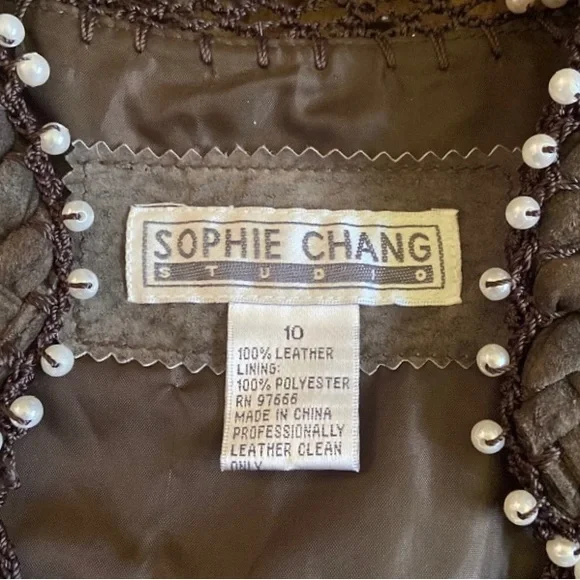 SOPHIE CHANG
STUDIO
10
100% LEATHER
LINING:
100% POLYESTER
RN 97666
MADE IN CHINA
PROFESSIONALLY
LEATHER CLEAN
ONLY